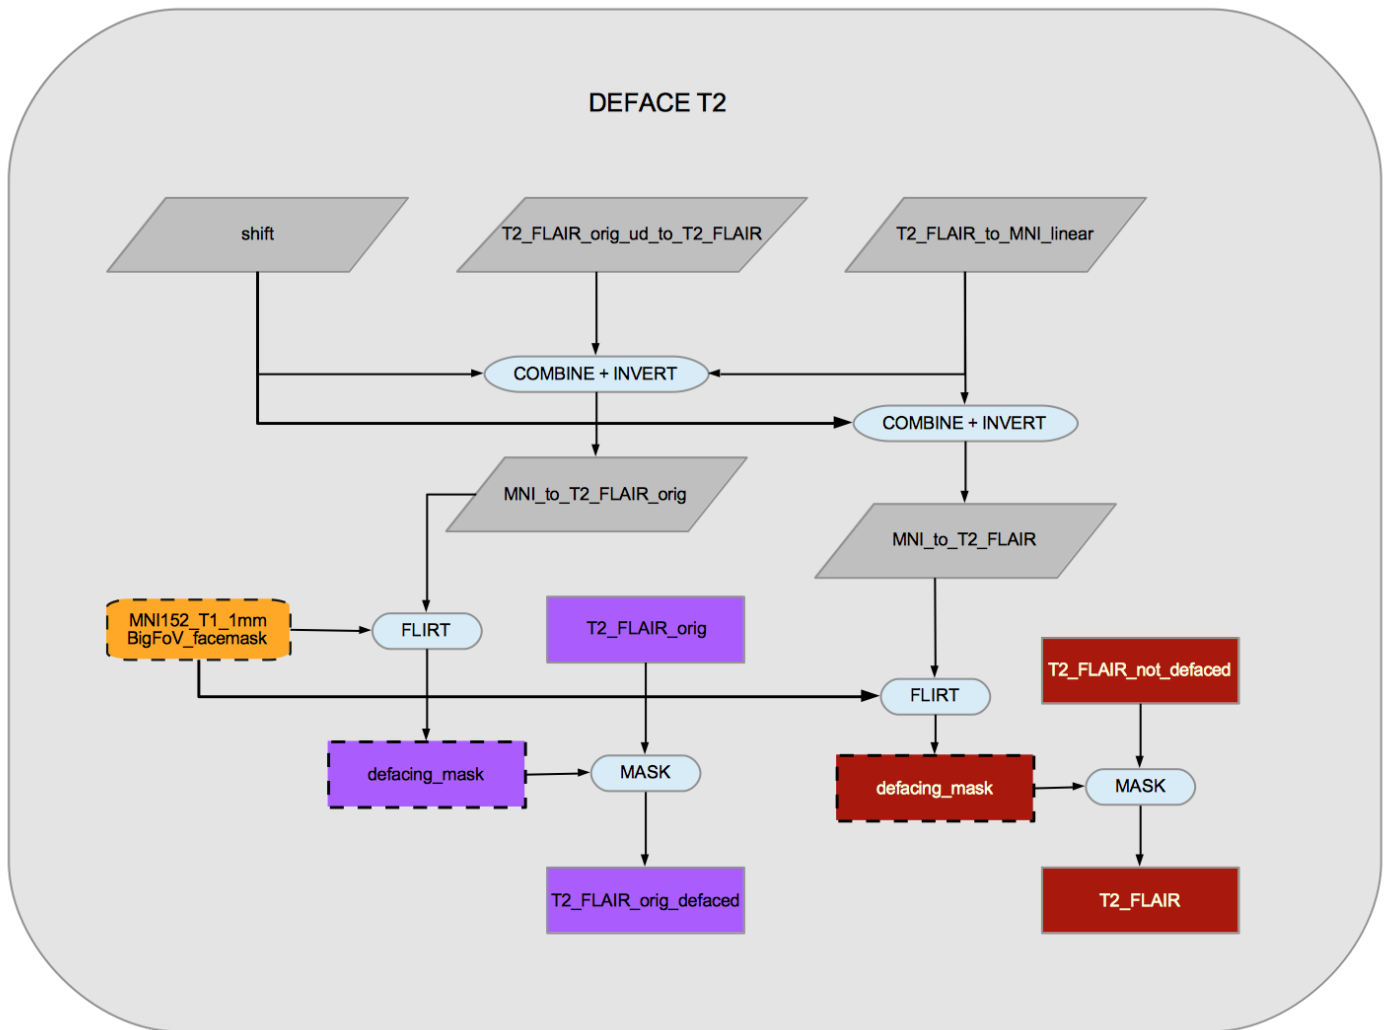 DEFACE T2
shift
T2_FLAIR_orig_ud_to_T2_FLAIR
T2_FLAIR_to_MNI_linear
COMBINE + INVERT
COMBINE + INVERT
MNI_to_T2_FLAIR_orig
MNI_to_T2_FLAIR
MNI152_T1_1mm
BigFoV_facemask
FLIRT
T2_FLAIR_orig
T2_FLAIR_not_defaced
FLIRT
defacing_mask
MASK
defacing_mask
MASK
T2_FLAIR_orig_defaced
T2_FLAIR